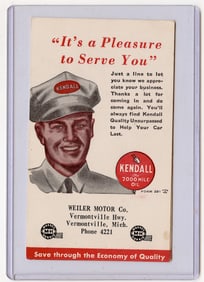 "It's a Pleasure
to Serve You"
Just a line to let
you know we appre-
ciate your business.
Thanks a lot for
coming in and do
come again. You'll
always find Kendall
Quality Unsurpassed
to Help Your Car
Last.
KENDALL
KENDALL
THE
2000 MILE
OIL
WEILER MOTOR Co.
Vermontville Hwy.
Vermontville, Mich.
Phone 4221
Save through the Economy of Quality